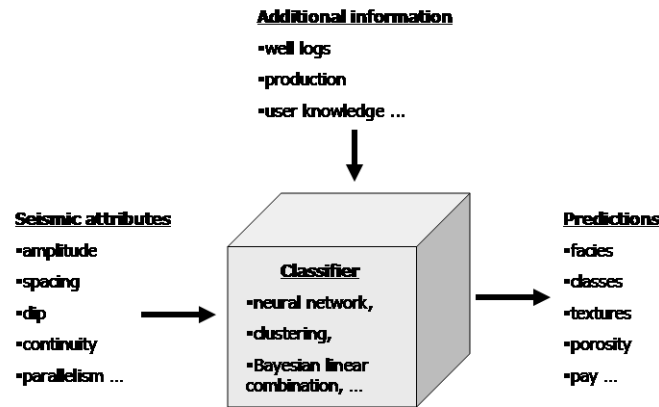 Additional information
▪well logs
▪production
▪user knowledge ...
Seismic attributes
▪amplitude
▪spacing
▪dip
▪continuity
▪parallelism ...
Classifier
▪neural network,
▪clustering,
▪Bayesian linear
combination, ...
Predictions
▪facies
▪classes
▪textures
▪porosity
▪pay ...